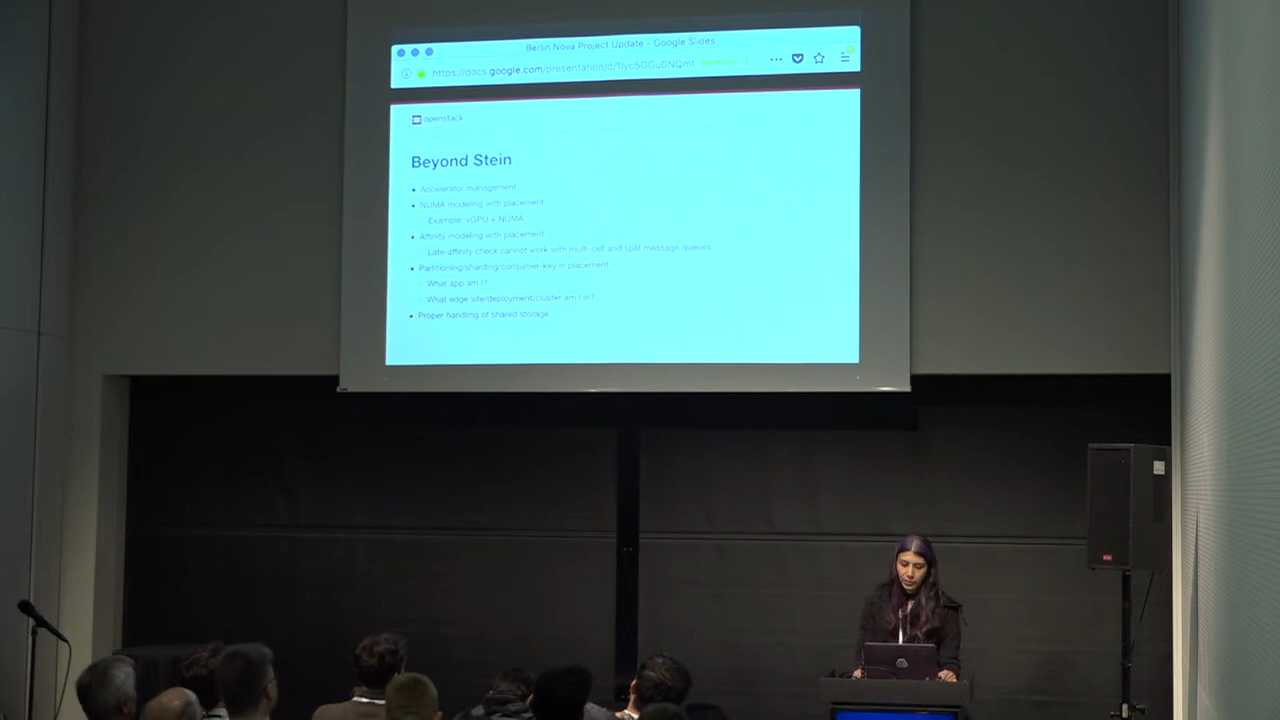 Berlin Nova Project Update - Google Slides
https://docs.google.com/presentation/d/1lyc5GGu0NQmt
openstack
Beyond Stein
Accelerator management
NUMA modeling with placement
Example: vGPU + NUMA
Affinity modeling with placement
Late-affinity check cannot work with multi-cell and split message queues
Partitioning/sharding/consumer-key in placement
What app am I?
What edge site/deployment/cluster am I in?
Proper handling of shared storage